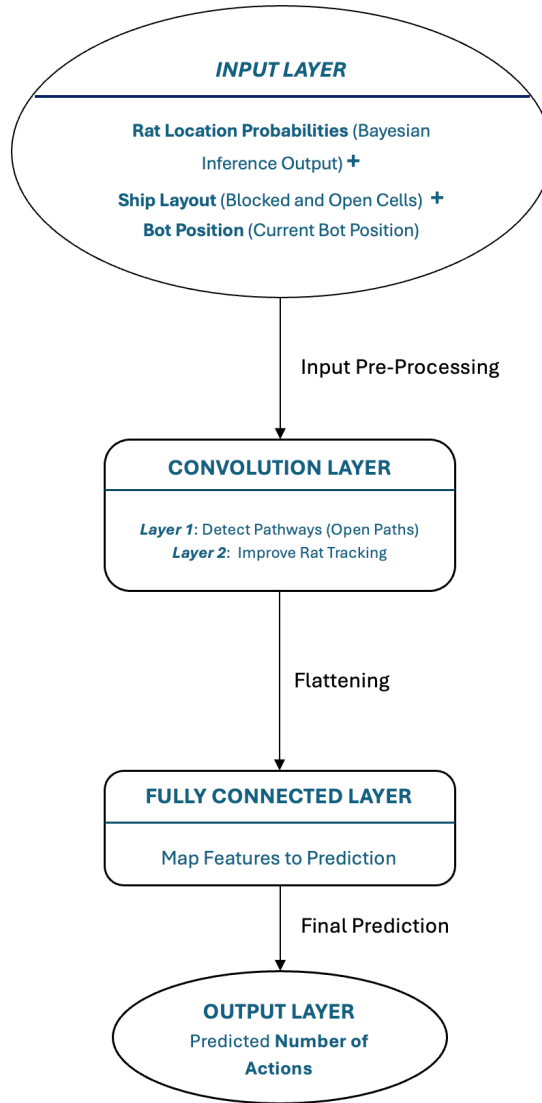 INPUT LAYER
Rat Location Probabilities (Bayesian
Inference Output) +
Ship Layout (Blocked and Open Cells) +
Bot Position (Current Bot Position)
Input Pre-Processing
CONVOLUTION LAYER
Layer 1: Detect Pathways (Open Paths)
Layer 2: Improve Rat Tracking
Flattening
FULLY CONNECTED LAYER
Map Features to Prediction
Final Prediction
OUTPUT LAYER
Predicted Number of
Actions